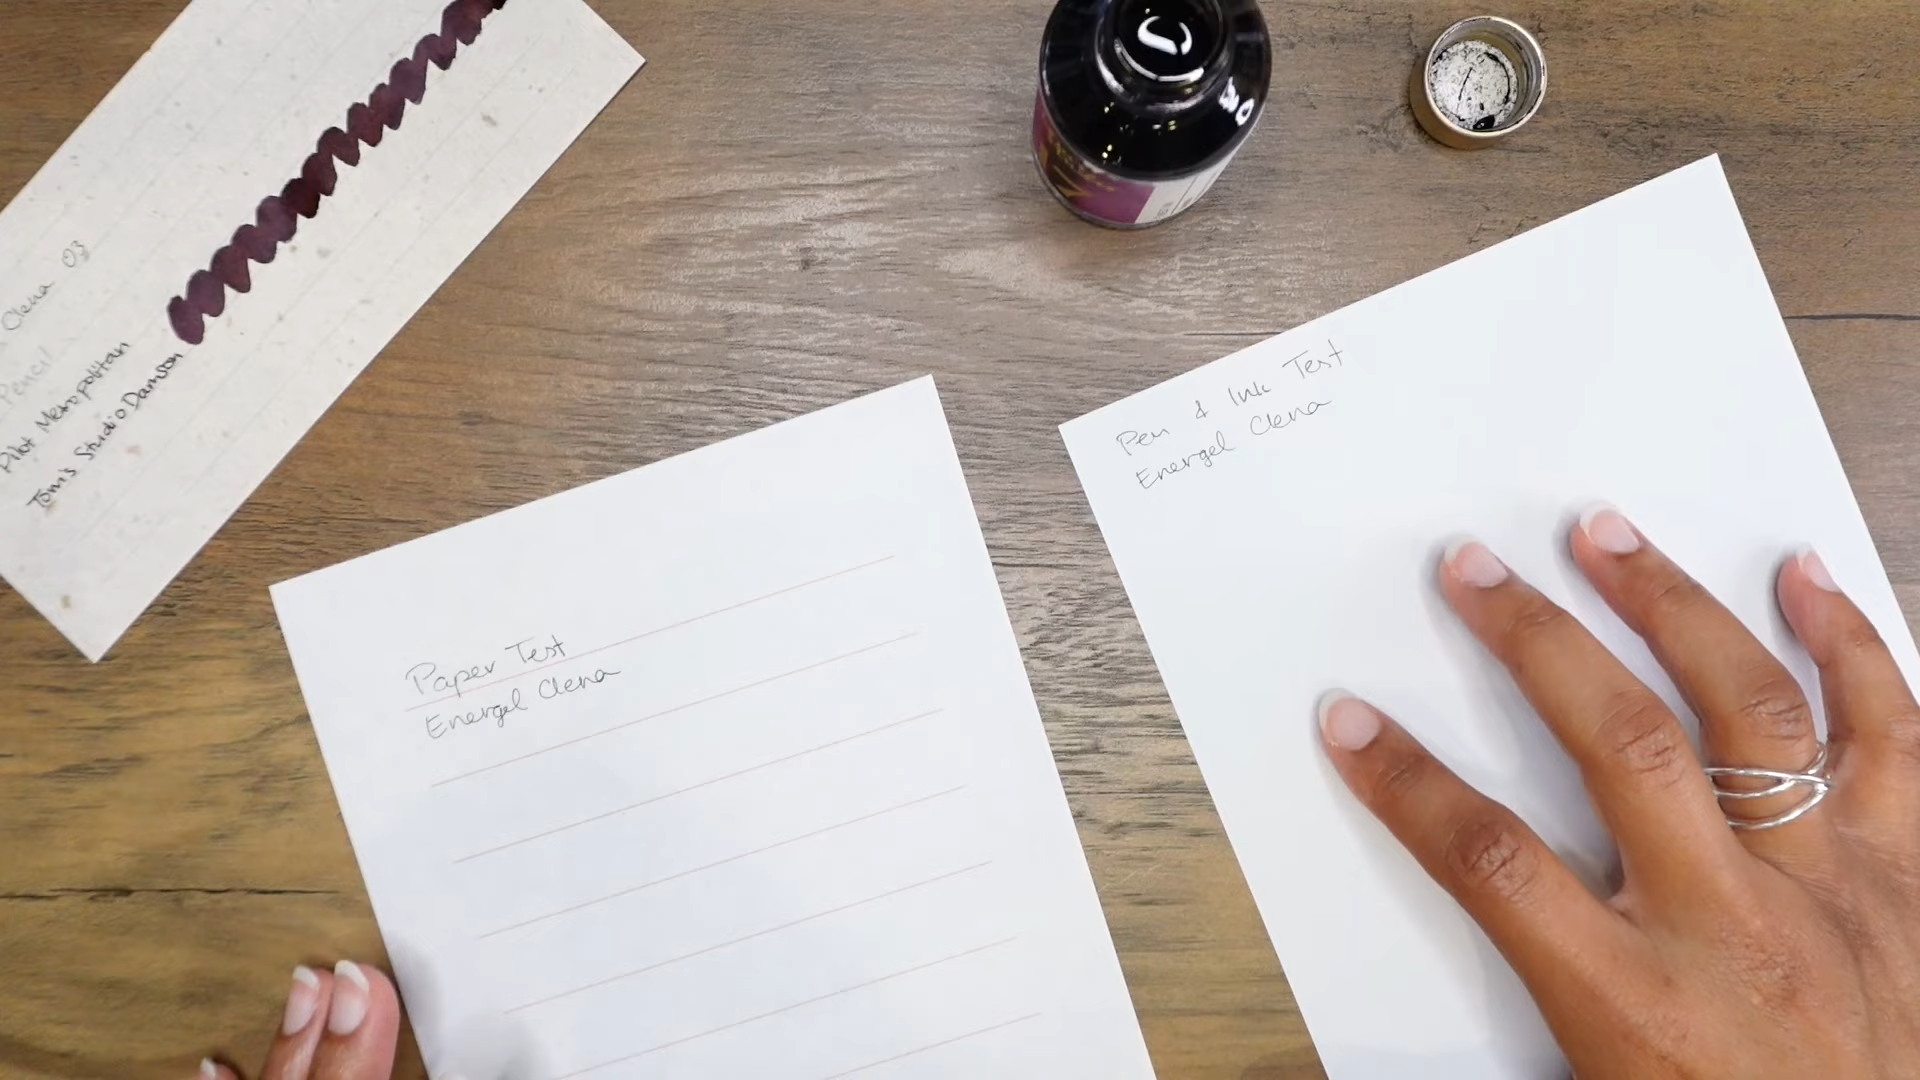 Clena 03
Pencil
Pilot Metropolitan
Tom's Studio Damson
Paper Test
Energel Clena
Pen & Ink Test
Energel Clena